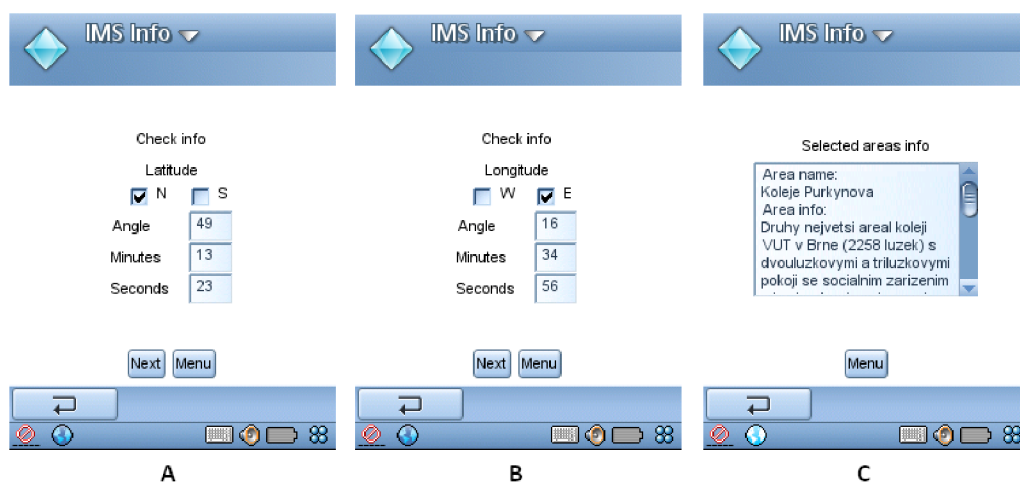 IMS Info
Check info
Latitude
N S
Angle 49
Minutes 13
Seconds 23
Next Menu
A
IMS Info
Check info
Longitude
W E
Angle 16
Minutes 34
Seconds 56
Next Menu
B
IMS Info
Selected areas info
Area name:
Koleje Purkynova
Area info:
Druhy nejvetsi areal koleji
VUT v Brne (2258 luzek) s
dvouluzkovymi a triluzkovymi
pokoji se socialnim zarizenim
Menu
C